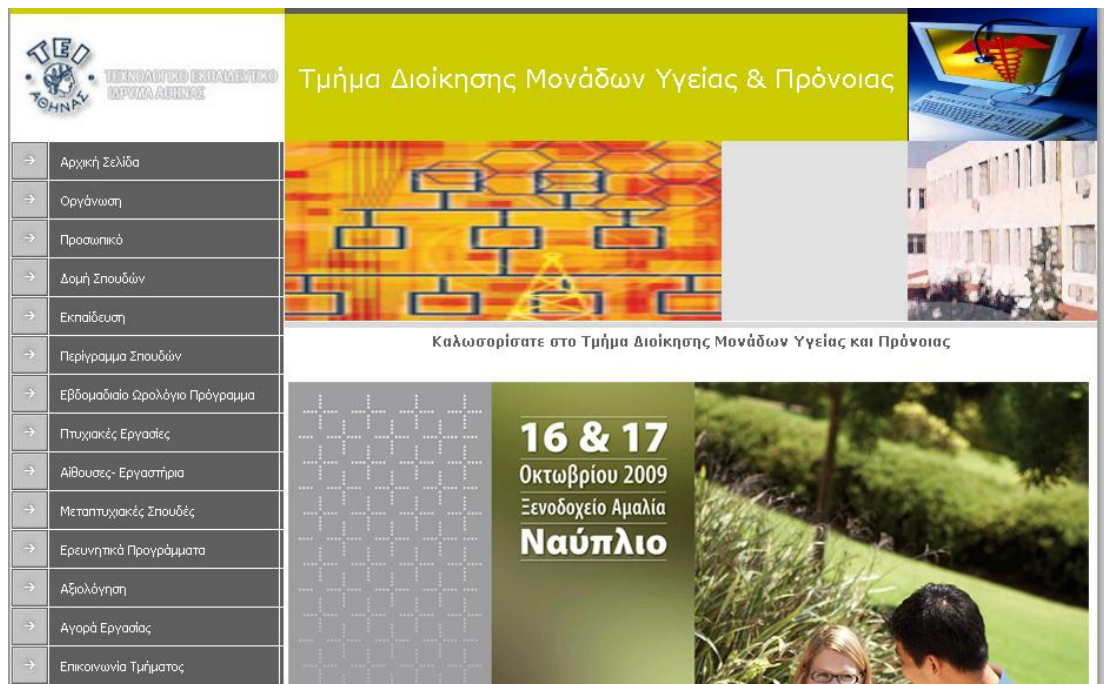 ΤΕΙ
ΑΘΗΝΑΣ
ΤΕΧΝΟΛΟΓΙΚΟ ΕΚΠΑΙΔΕΥΤΙΚΟ
ΙΔΡΥΜΑ ΑΘΗΝΑΣ
Τμήμα Διοίκησης Μονάδων Υγείας & Πρόνοιας
Αρχική Σελίδα
Οργάνωση
Προσωπικό
Δομή Σπουδών
Εκπαίδευση
Περίγραμμα Σπουδών
Εβδομαδιαίο Ωρολόγιο Πρόγραμμα
Πτυχιακές Εργασίες
Αίθουσες- Εργαστήρια
Μεταπτυχιακές Σπουδές
Ερευνητικά Προγράμματα
Αξιολόγηση
Αγορά Εργασίας
Επικοινωνία Τμήματος
Καλωσορίσατε στο Τμήμα Διοίκησης Μονάδων Υγείας και Πρόνοιας
16 & 17
Οκτωβρίου 2009
Ξενοδοχείο Αμαλία
Ναύπλιο